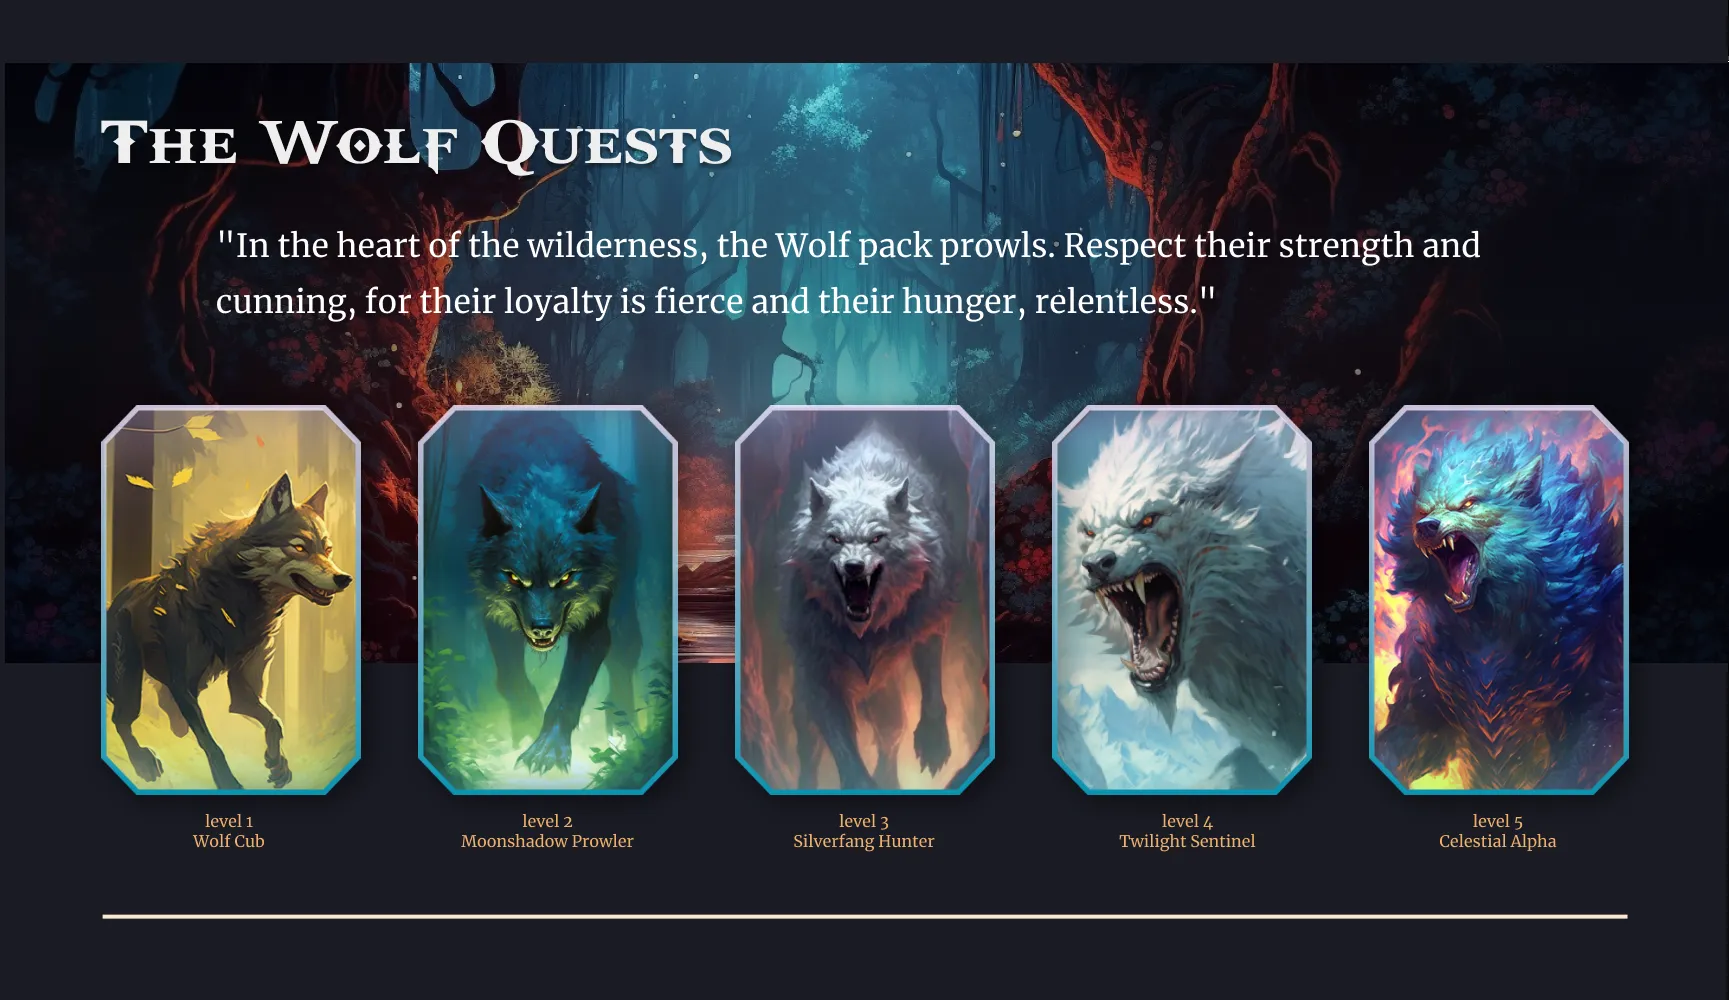 The Wolf Quests
"In the heart of the wilderness, the Wolf pack prowls. Respect their strength and
cunning, for their loyalty is fierce and their hunger, relentless."
level 1
Wolf Cub
level 2
Moonshadow Prowler
level 3
Silverfang Hunter
level 4
Twilight Sentinel
level 5
Celestial Alpha